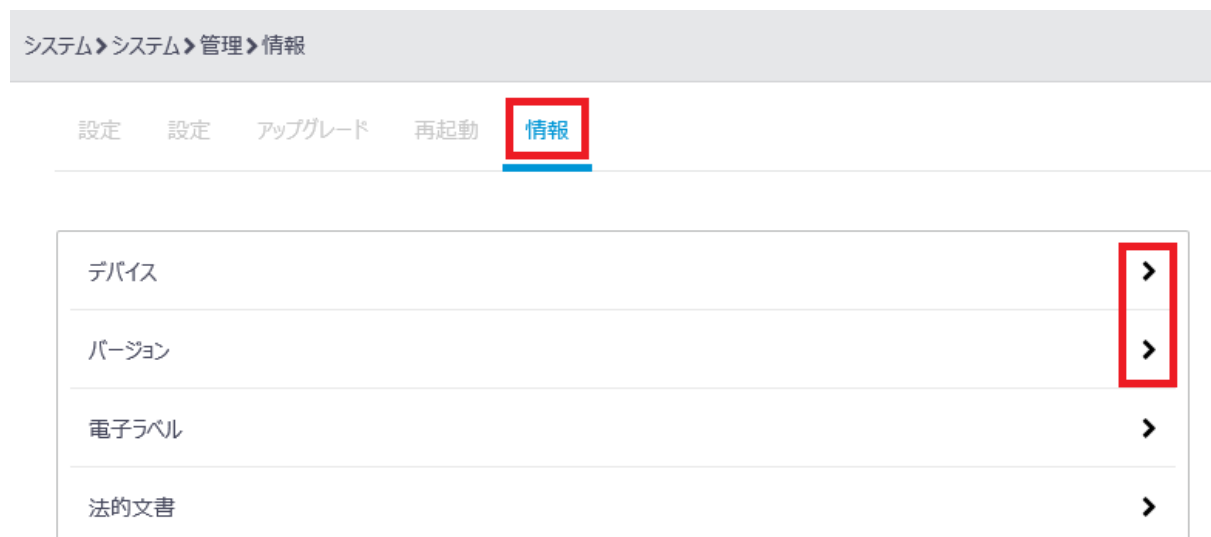 システム>システム>管理>情報
設定 設定 アップグレード 再起動 情報
デバイス
バージョン
電子ラベル
法的文書